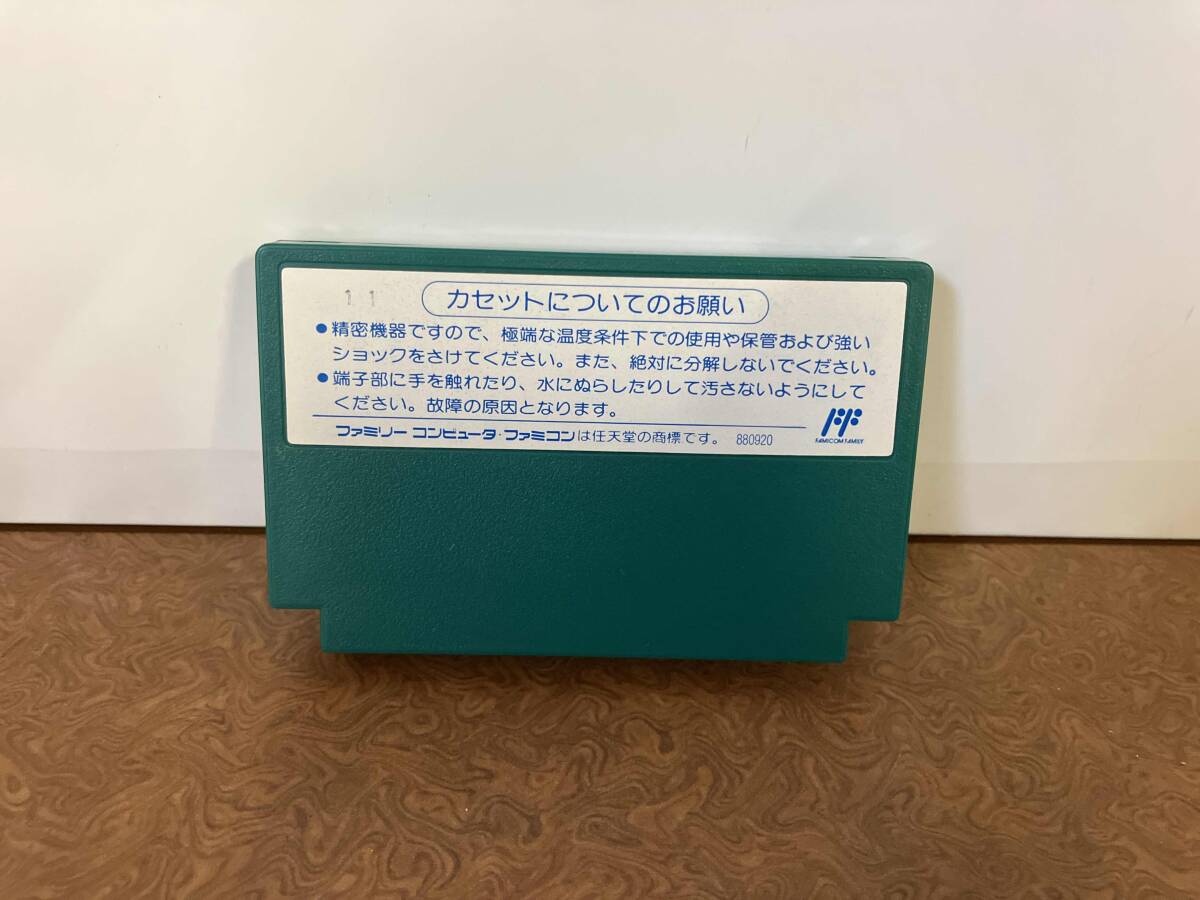 11
カセットについてのお願い
●精密機器ですので、極端な温度条件下での使用や保管および強い
ショックをさけてください。また、絶対に分解しないでください。
●端子部に手を触れたり、水にぬらしたりして汚さないようにして
ください。故障の原因となります。
ファミリー コンピュータ・ファミコンは任天堂の商標です。 880920
FAMICOM FAMILY